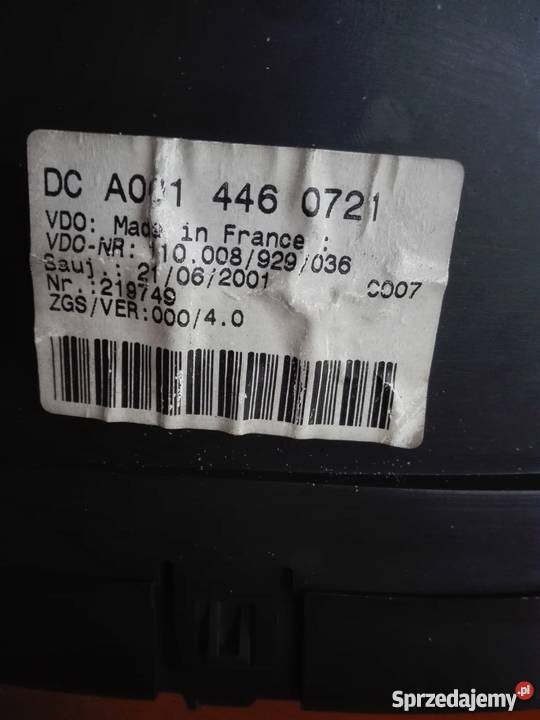 DC A001 446 0721
VDO: Made in France :
VDO-NR: 110.008/929/036
Bauj.: 21/06/2001 C007
Nr.:219749
ZGS/VER:000/4.0
Sprzedajemy.pl